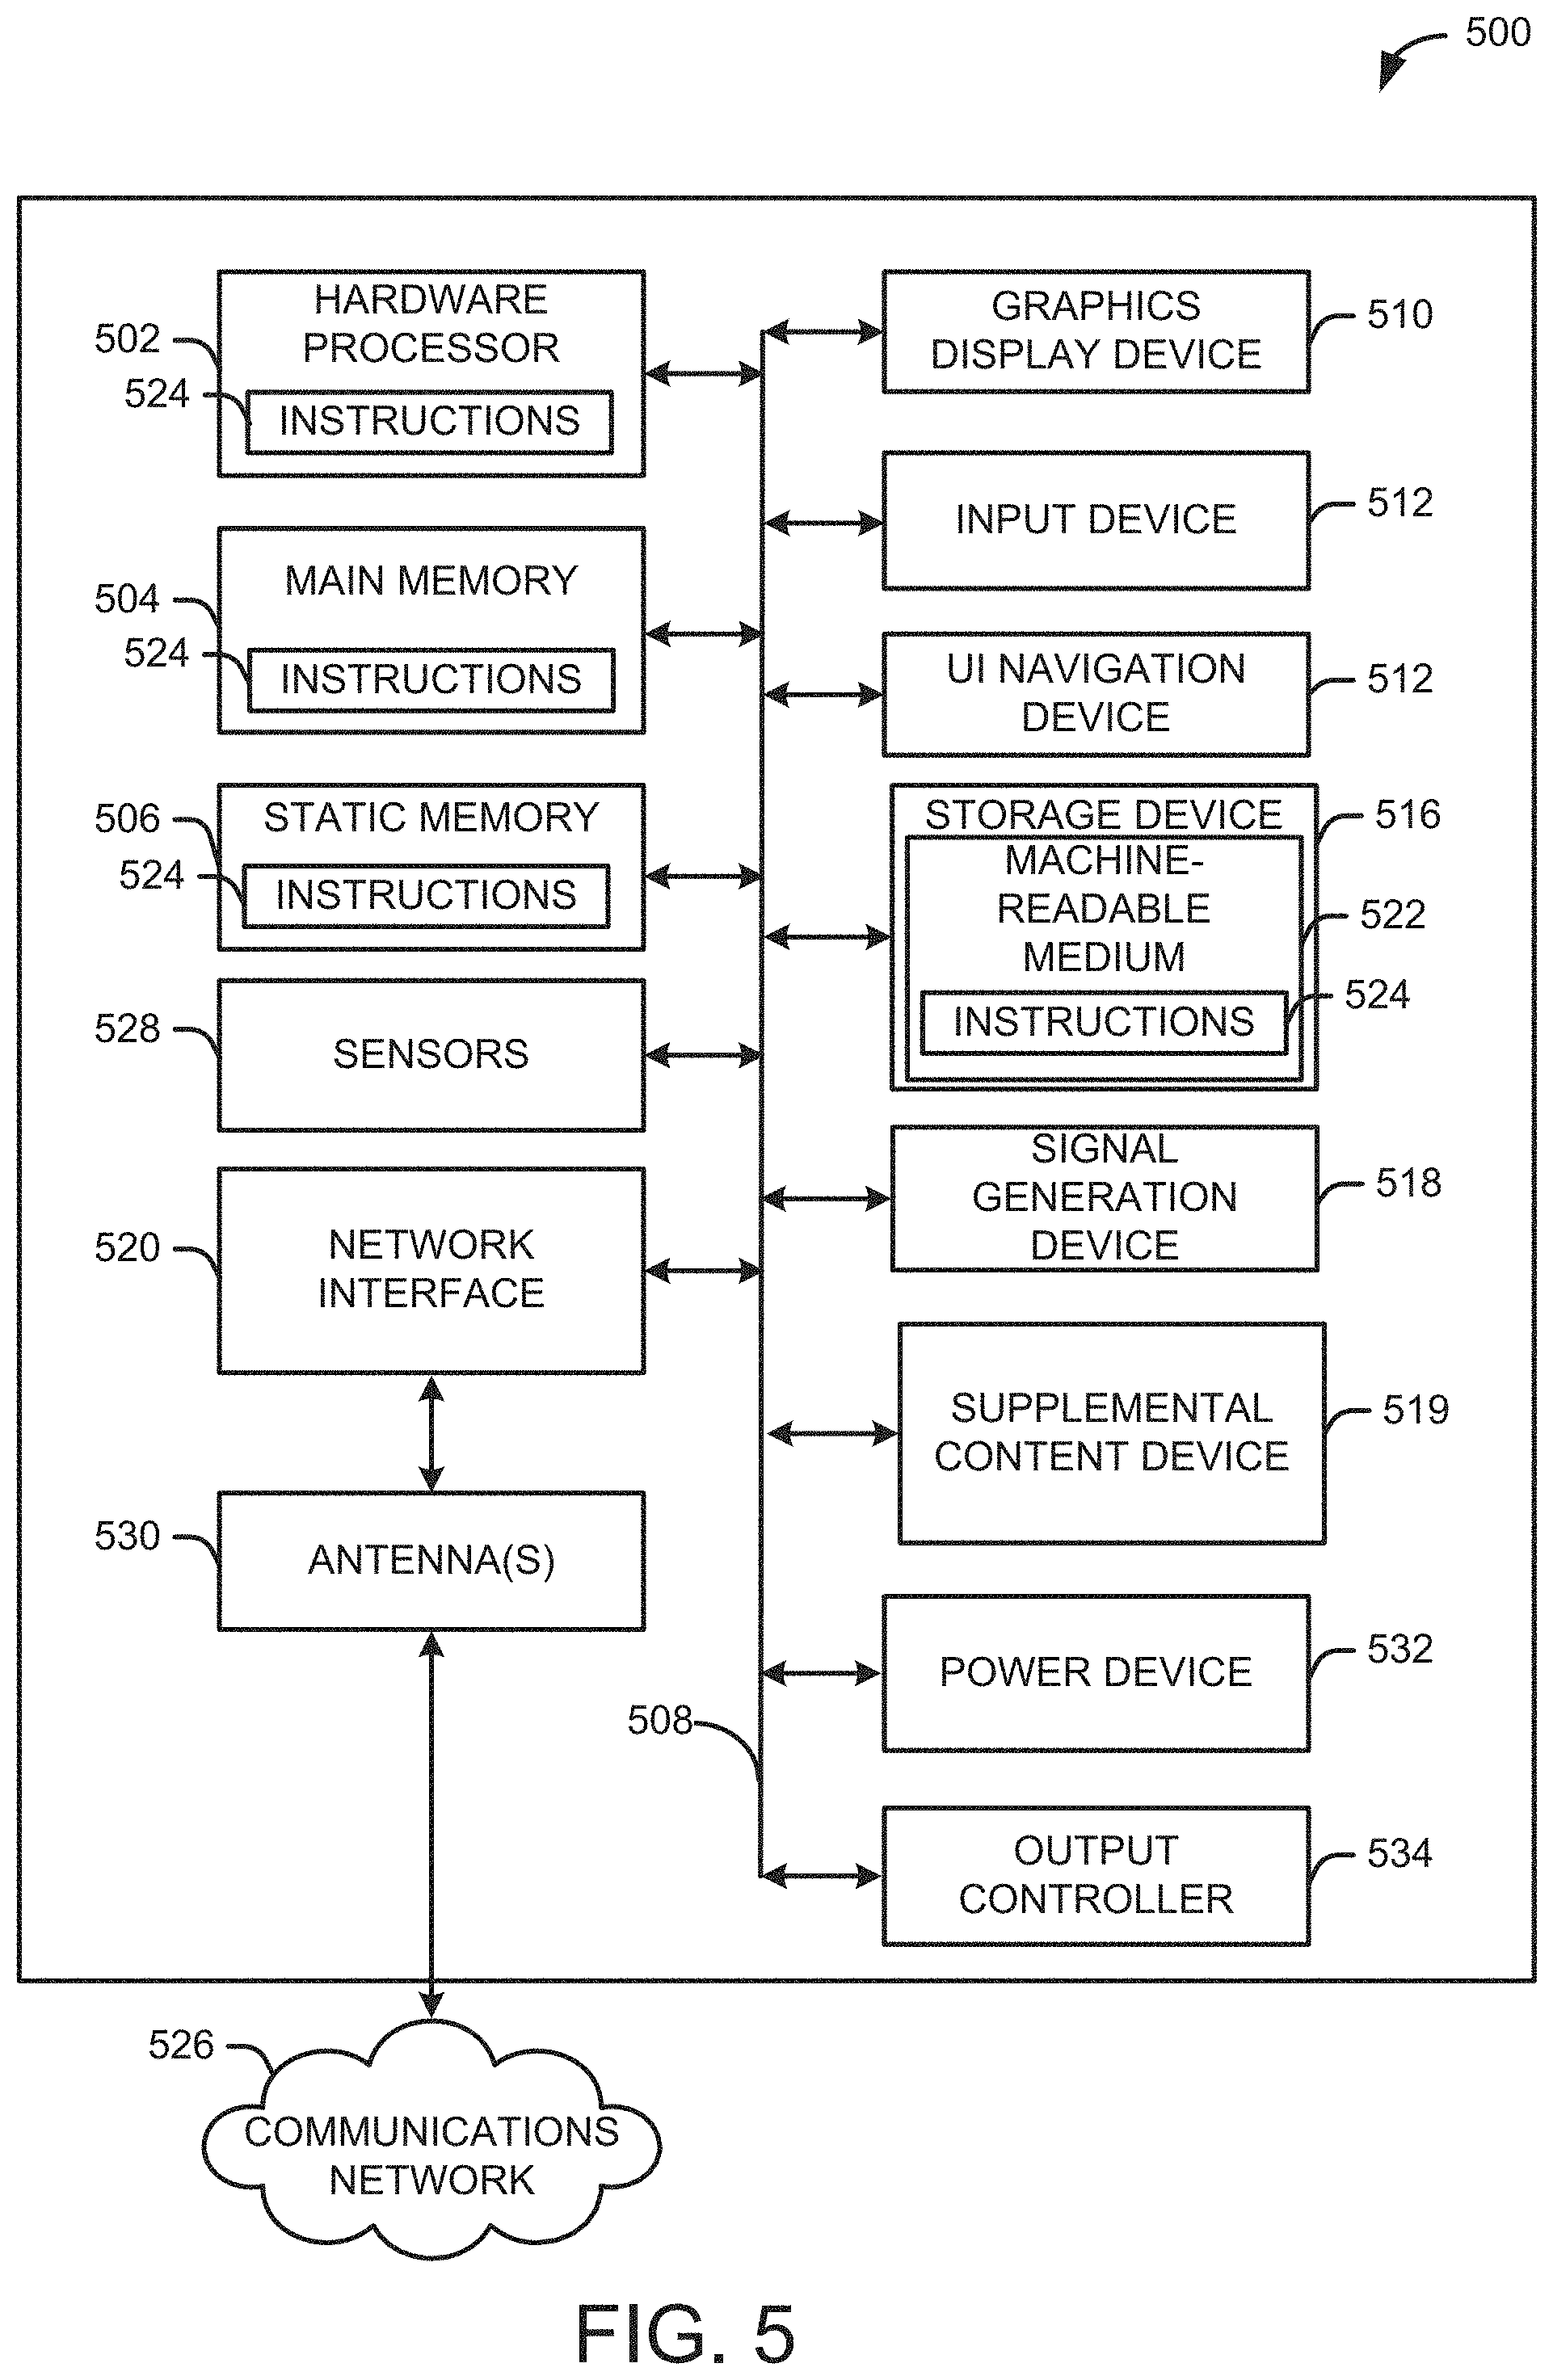 500
HARDWARE
PROCESSOR
502
524
INSTRUCTIONS
MAIN MEMORY
504
524
INSTRUCTIONS
STATIC MEMORY
506
524
INSTRUCTIONS
528
SENSORS
520
NETWORK
INTERFACE
530
ANTENNA(S)
508
GRAPHICS
DISPLAY DEVICE
510
INPUT DEVICE
512
UI NAVIGATION
DEVICE
512
STORAGE DEVICE
516
MACHINE-
READABLE
MEDIUM
522
INSTRUCTIONS
524
SIGNAL
GENERATION
DEVICE
518
SUPPLEMENTAL
CONTENT DEVICE
519
POWER DEVICE
532
OUTPUT
CONTROLLER
534
526
COMMUNICATIONS
NETWORK
FIG. 5